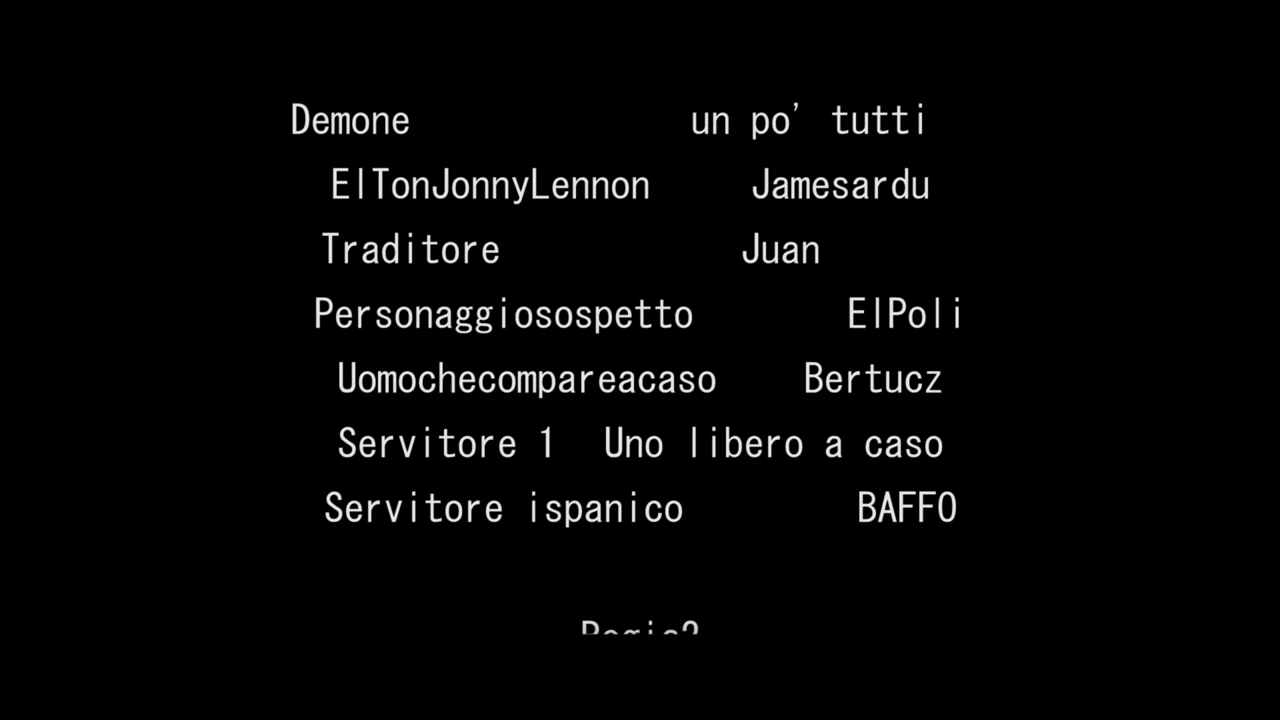 Demone un po' tutti
ElTonJonnyLennon Jamesardu
Traditore Juan
Personaggiosospetto ElPoli
Uomochecompareacaso Bertucz
Servitore 1 Uno libero a caso
Servitore ispanico BAFFO